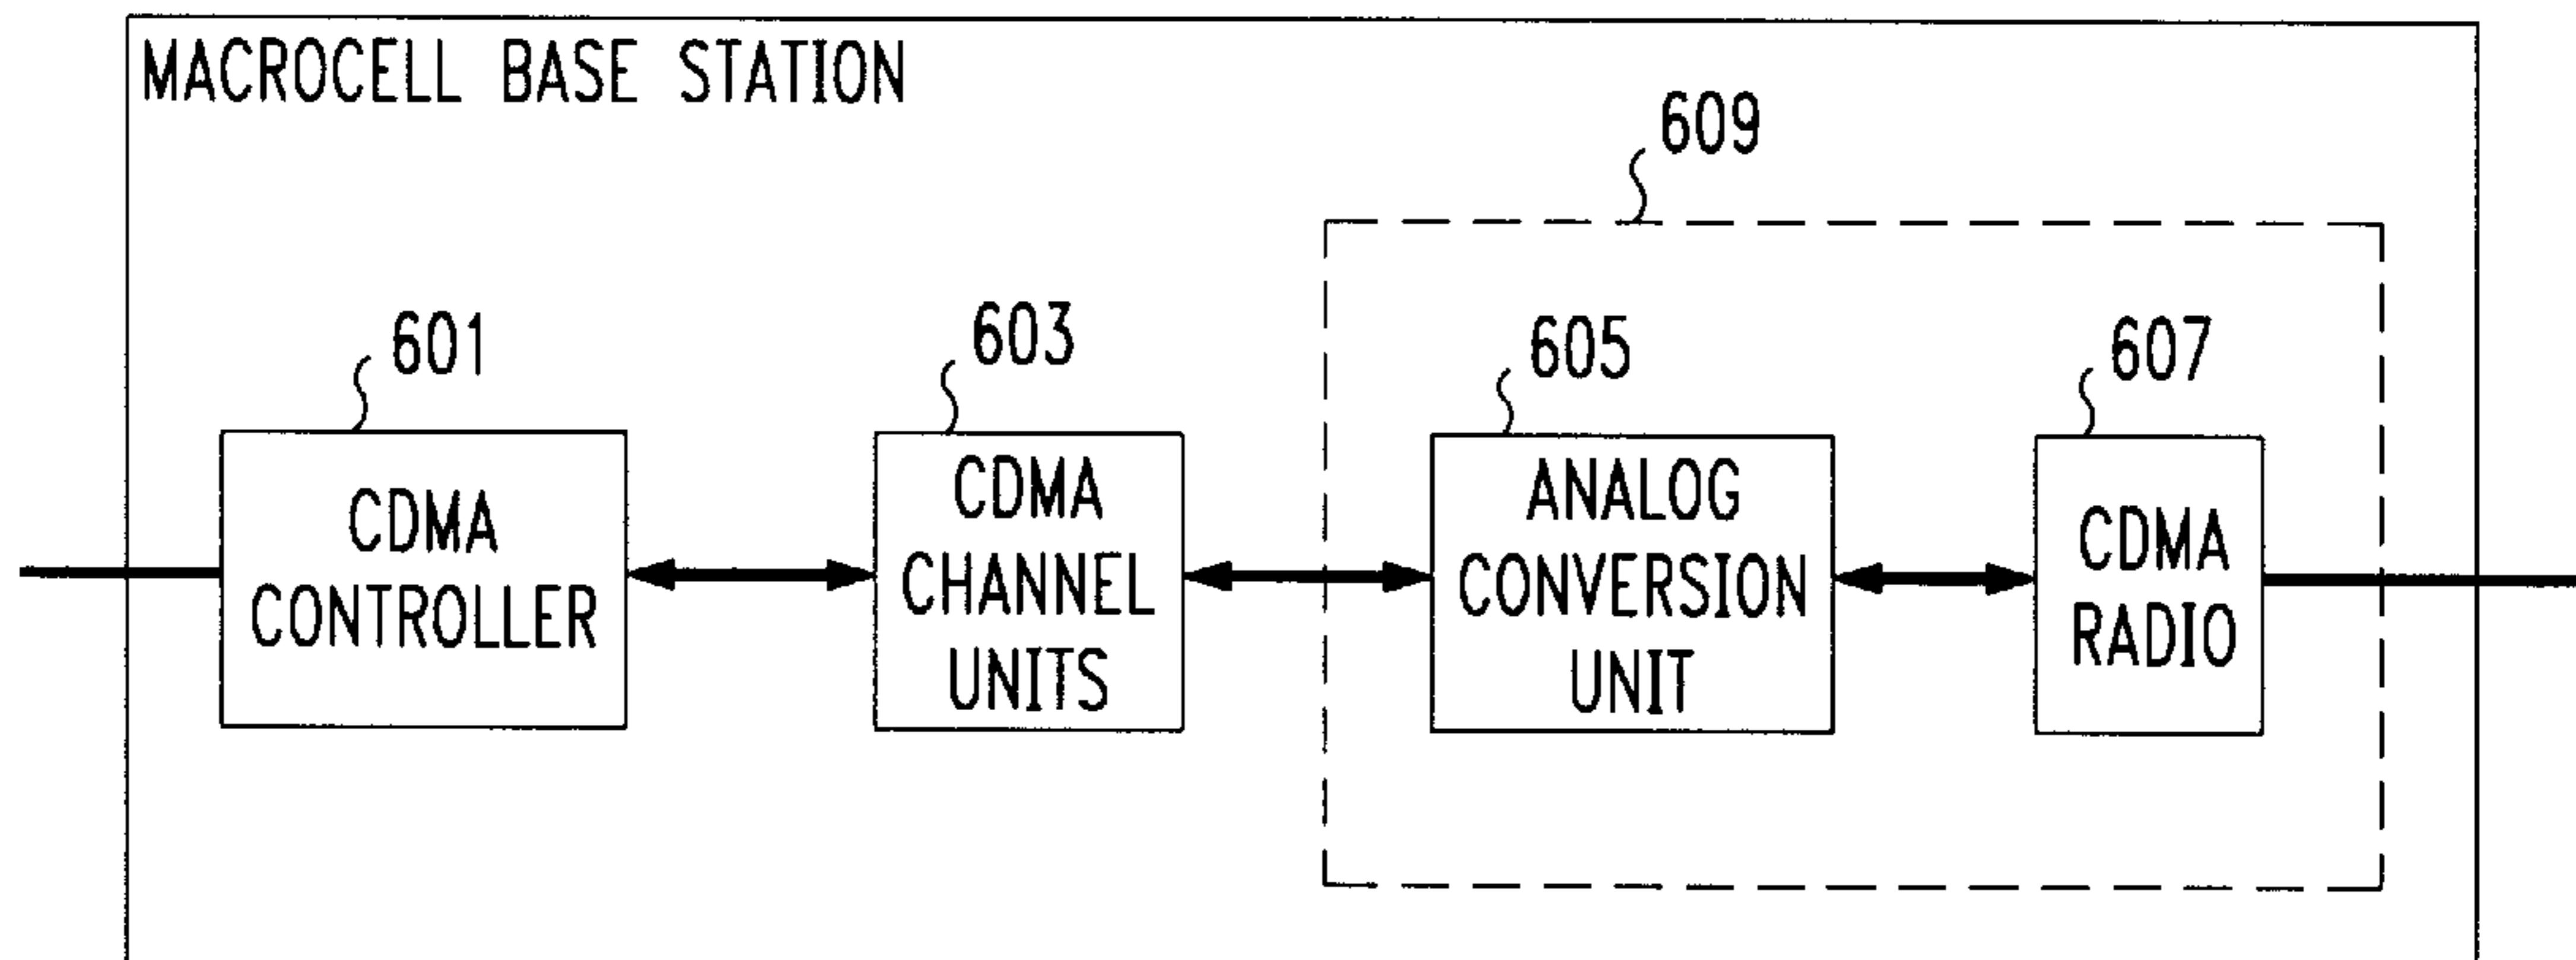 MACROCELL BASE STATION
609
601
603
605
607
CDMA
CONTROLLER
CDMA
CHANNEL
UNITS
ANALOG
CONVERSION
UNIT
CDMA
RADIO